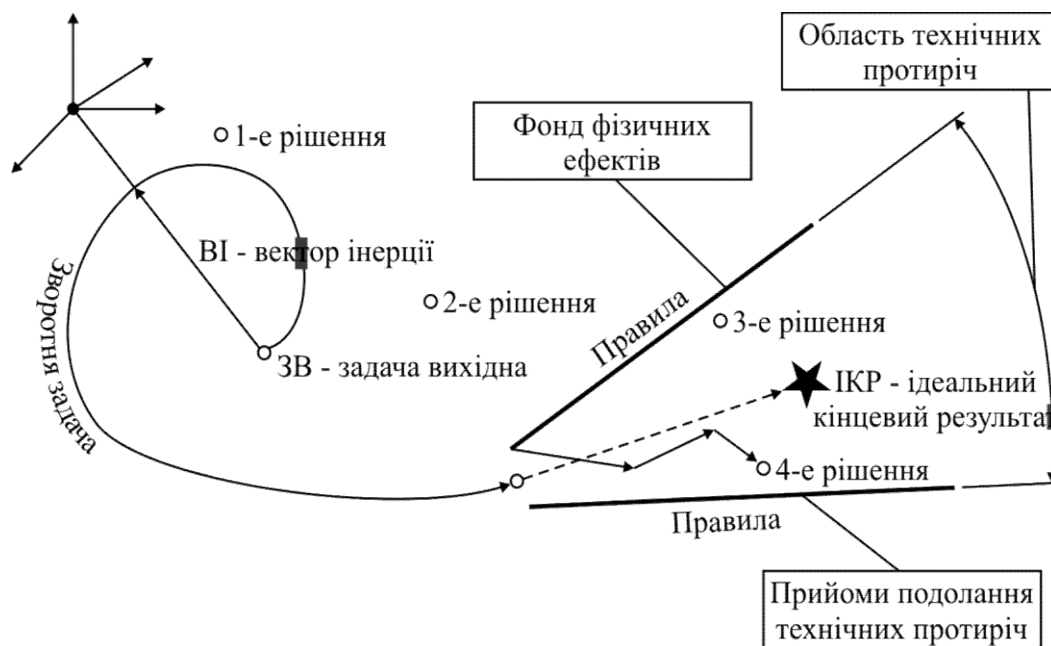 Область технічних
протиріч
Фонд фізичних
ефектів
1-е рішення
ВІ - вектор інерції
2-е рішення
ЗВ - задача вихідна
Зворотня задача
Правила
3-е рішення
ІКР - ідеальний
кінцевий результат
4-е рішення
Правила
Прийоми подолання
технічних протиріч